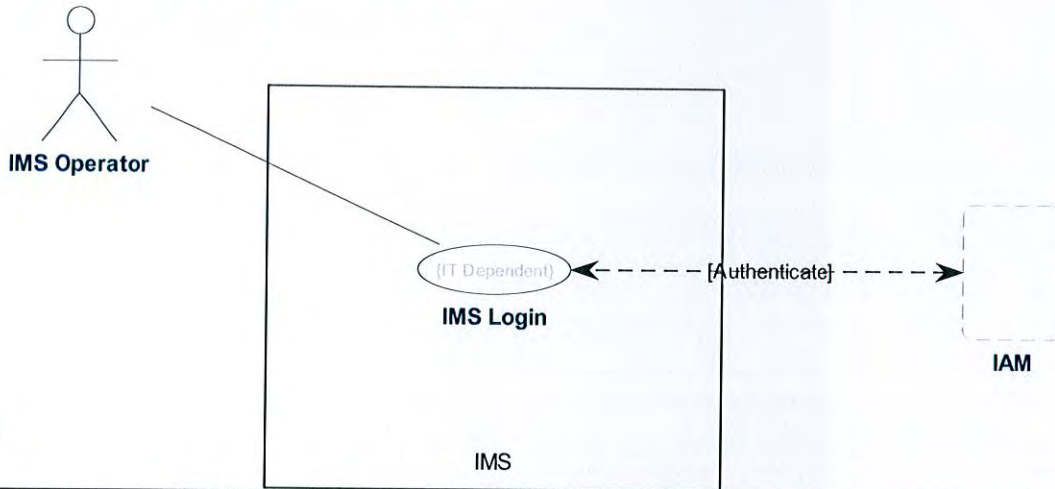 IMS Operator
{IT Dependent}
[Authenticate]
IMS Login
IAM
IMS